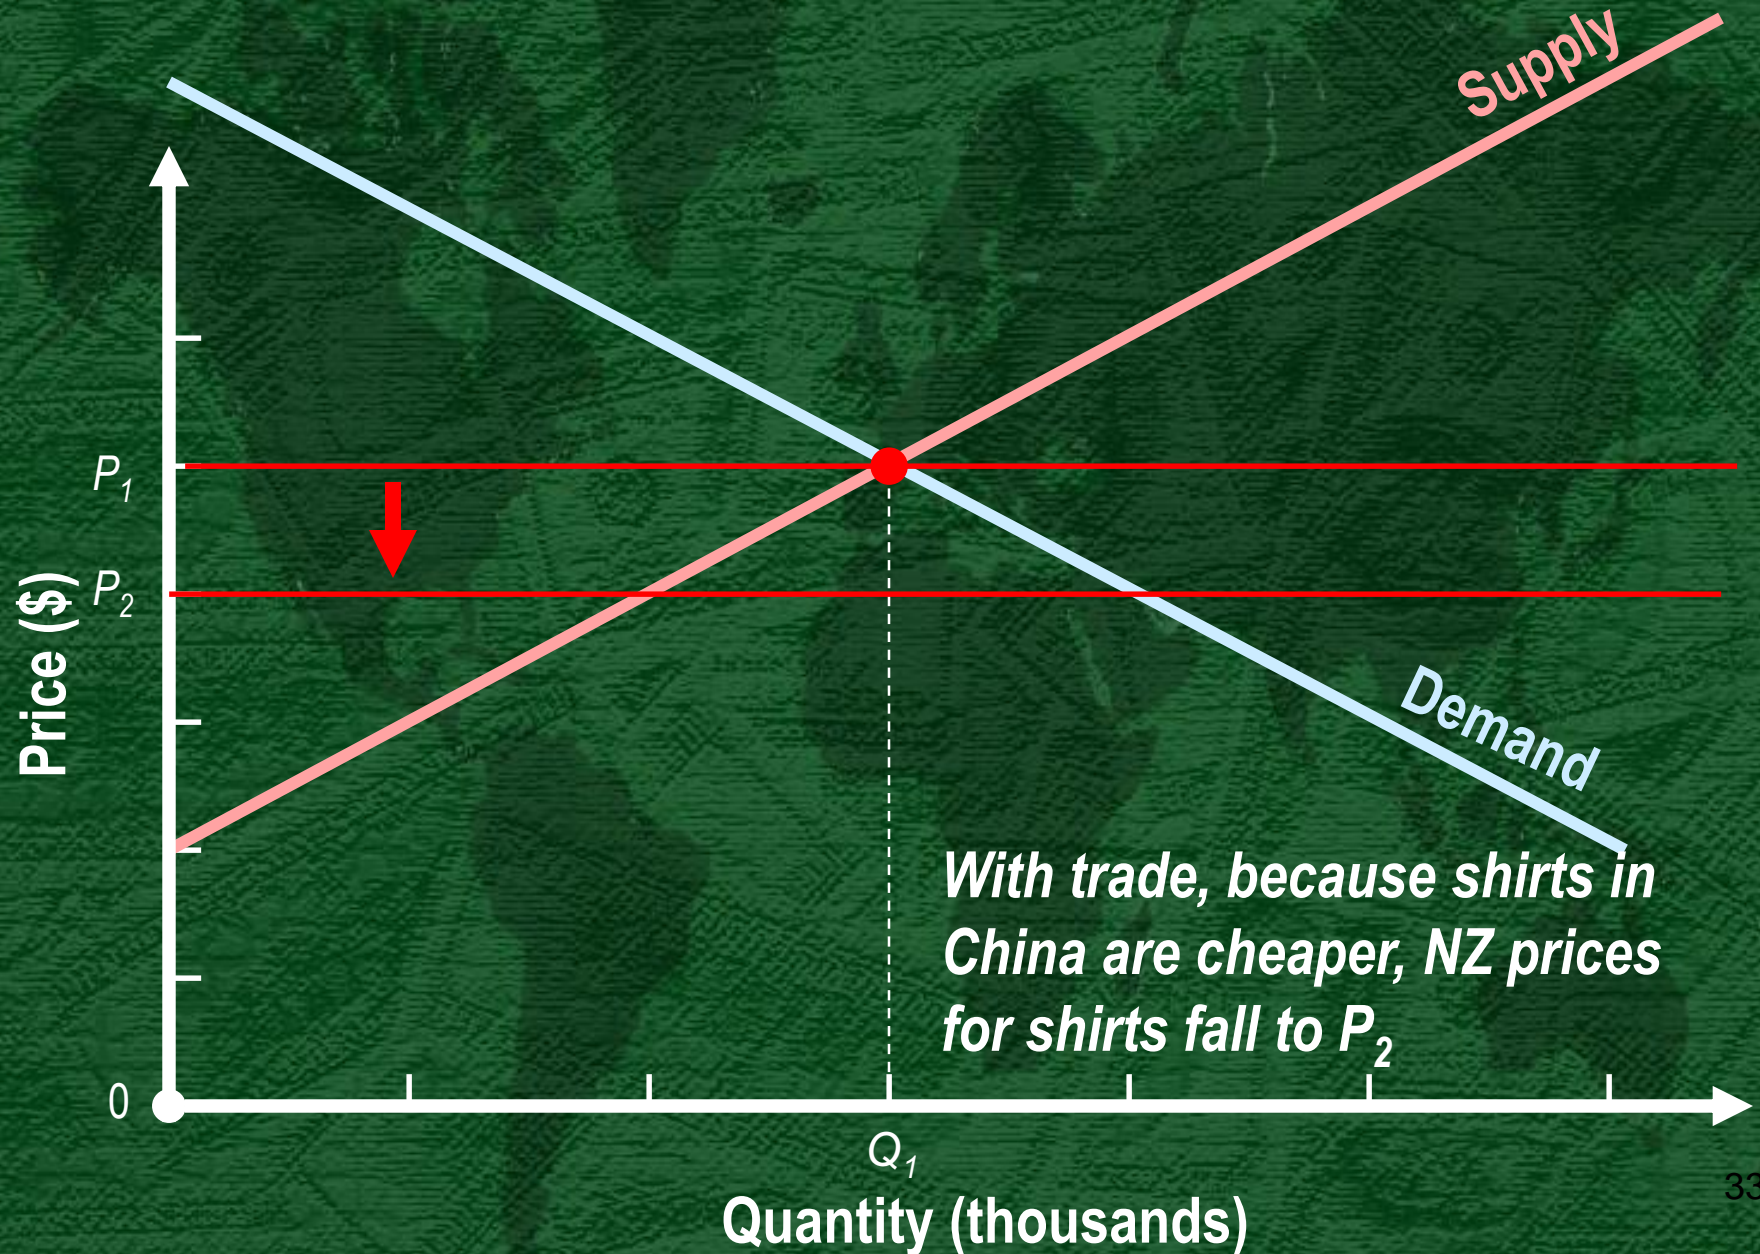 Supply
P1
P2
Price ($)
Demand
With trade, because shirts in
China are cheaper, NZ prices
for shirts fall to P2
0
Q1
33
Quantity (thousands)